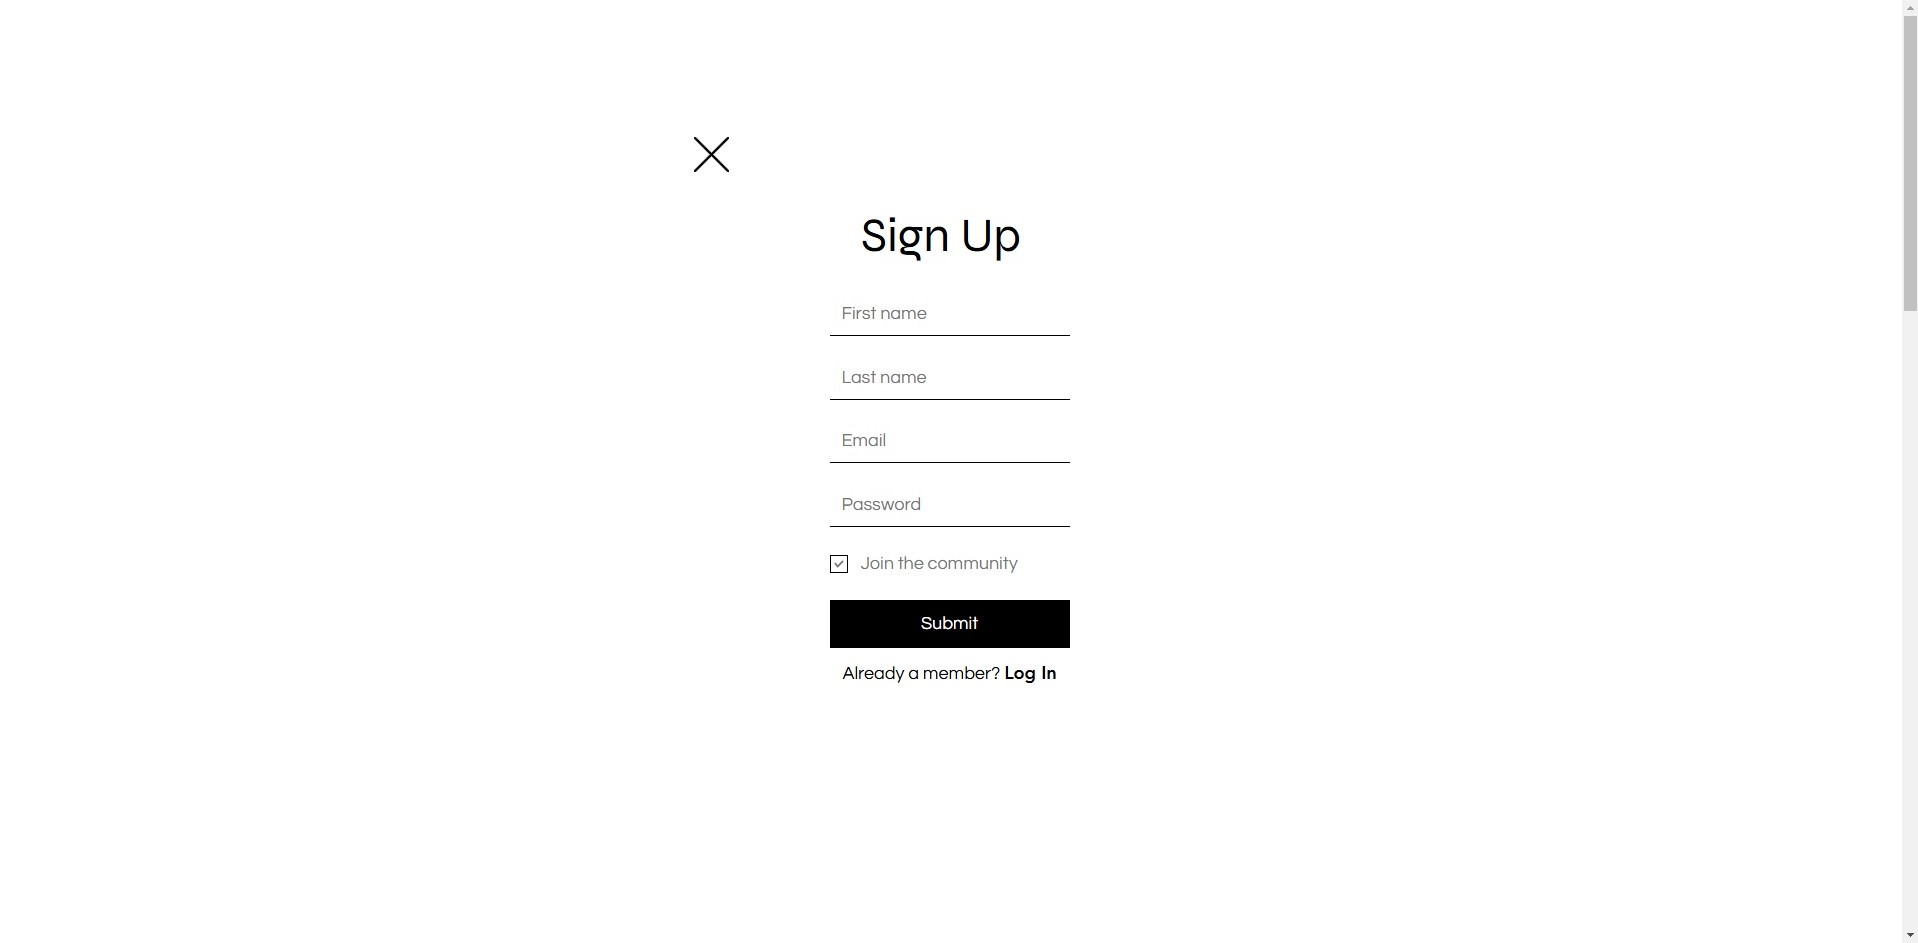 Sign Up
First name
Last name
Email
Password
Join the community
Submit
Already a member? Log In